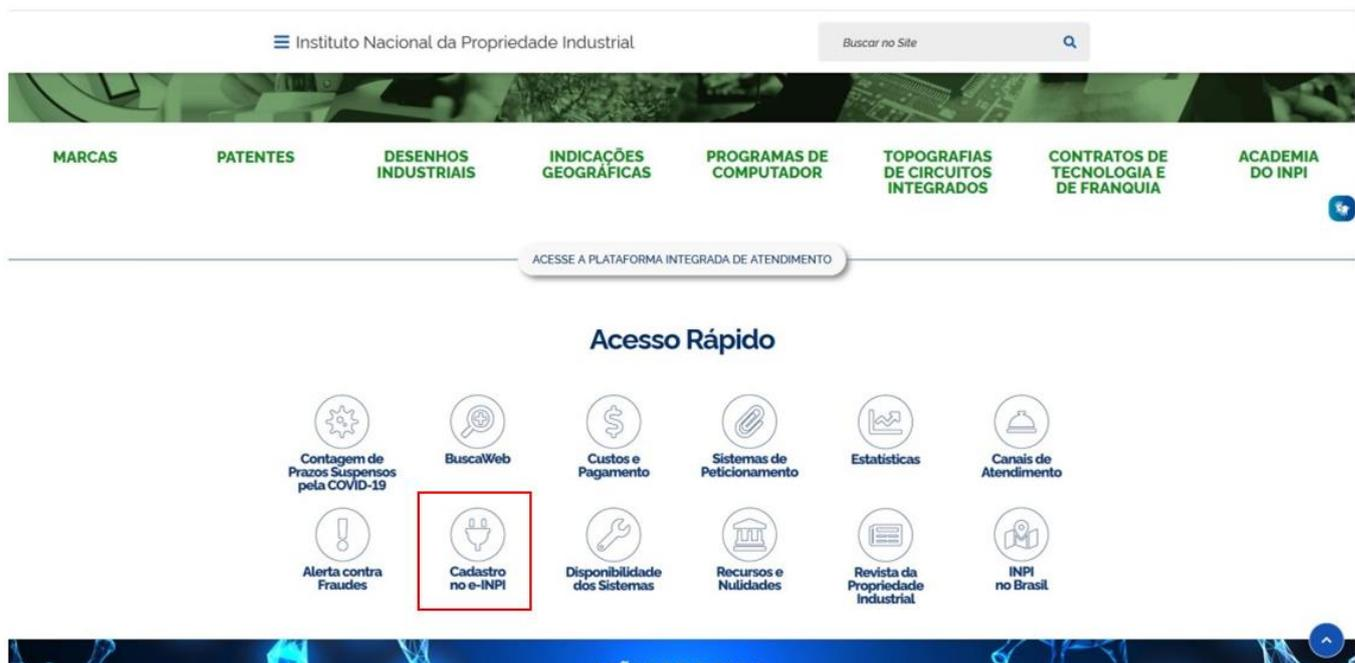 Instituto Nacional da Propriedade Industrial
Buscar no Site
MARCAS
PATENTES
DESENHOS
INDUSTRIAIS
INDICAÇÕES
GEOGRÁFICAS
PROGRAMAS DE
COMPUTADOR
TOPOGRAFIAS
DE CIRCUITOS
INTEGRADOS
CONTRATOS DE
TECNOLOGIA E
DE FRANQUIA
ACADEMIA
DO INPI
ACESSE A PLATAFORMA INTEGRADA DE ATENDIMENTO
Acesso Rápido
Contagem de
Prazos Suspensos
pela COVID-19
BuscaWeb
Custos e
Pagamento
Sistemas de
Peticionamento
Estatísticas
Canais de
Atendimento
Alerta contra
Fraudes
Cadastro
no e-INPI
Disponibilidade
dos Sistemas
Recursos e
Nulidades
Revista da
Propriedade
Industrial
INPI
no Brasil